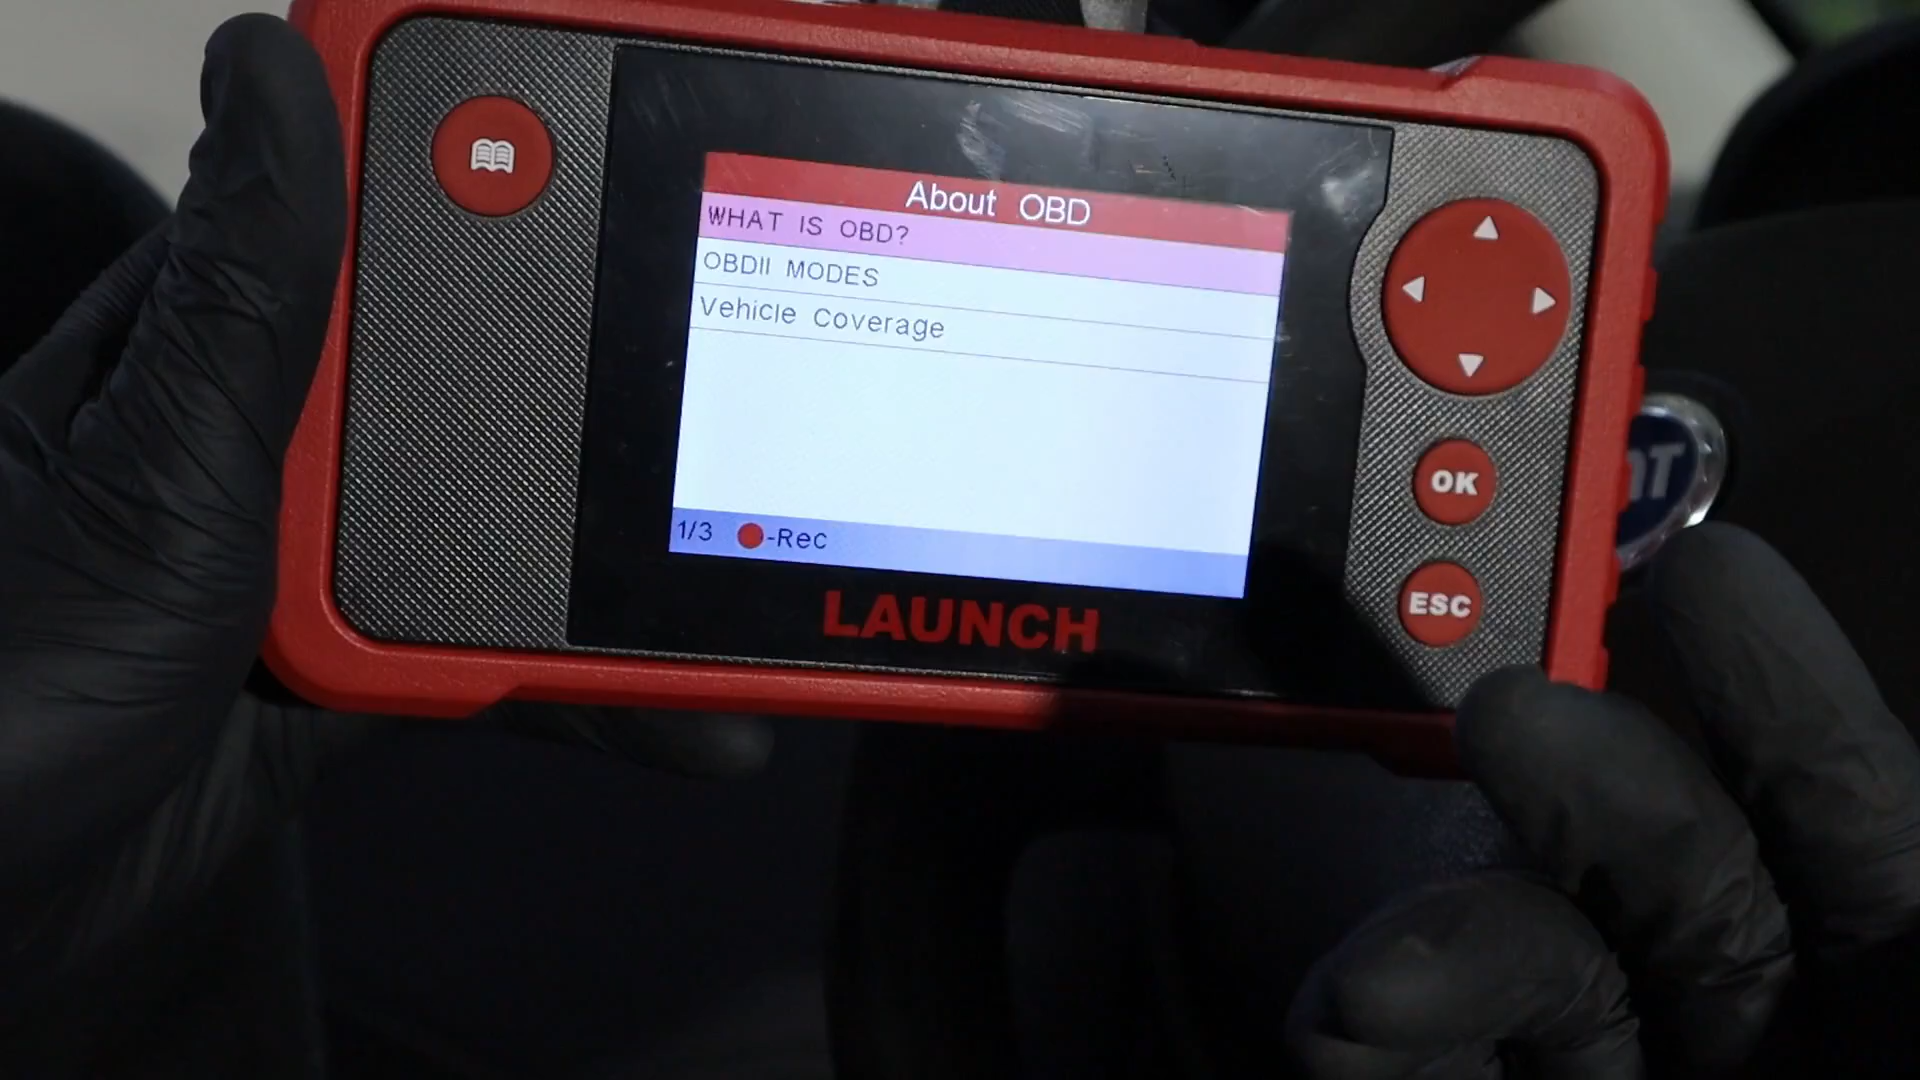 About OBD
WHAT IS OBD?
OBDII MODES
Vehicle Coverage
1/3 -Rec
LAUNCH
OK
ESC